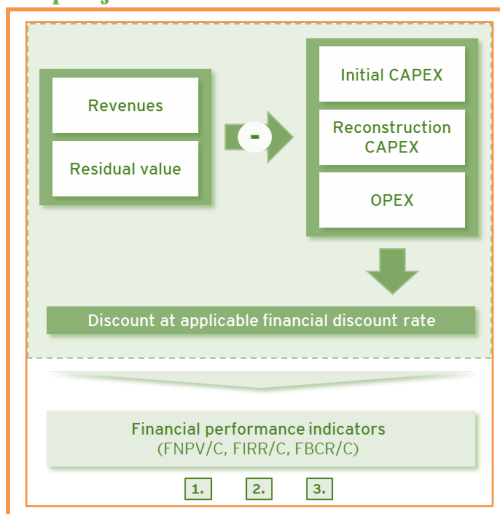 Revenues
Residual value
-
Initial CAPEX
Reconstruction
CAPEX
OPEX
Discount at applicable financial discount rate
Financial performance indicators
(FNPV/C, FIRR/C, FBCR/C)
1.
2.
3.